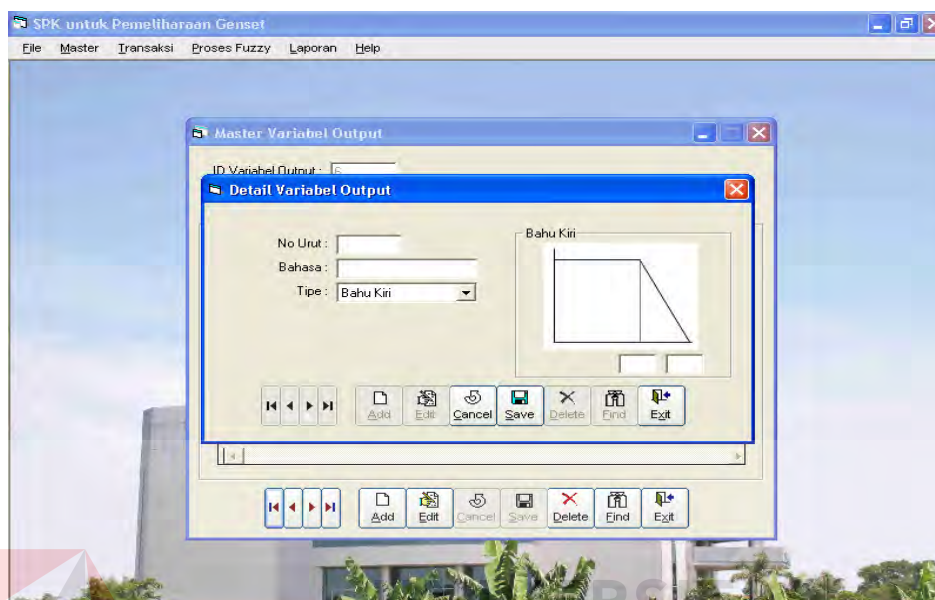 SPK untuk Pemeliharaan Genset
File Master Transaksi Proses Fuzzy Laporan Help
Master Variabel Output
ID Variabel Output : 6
Detail Variabel Output
No Urut :
Bahasa :
Tipe : Bahu Kiri
Bahu Kiri
Add Edit Cancel Save Delete Find Exit
Add Edit Cancel Save Delete Find Exit